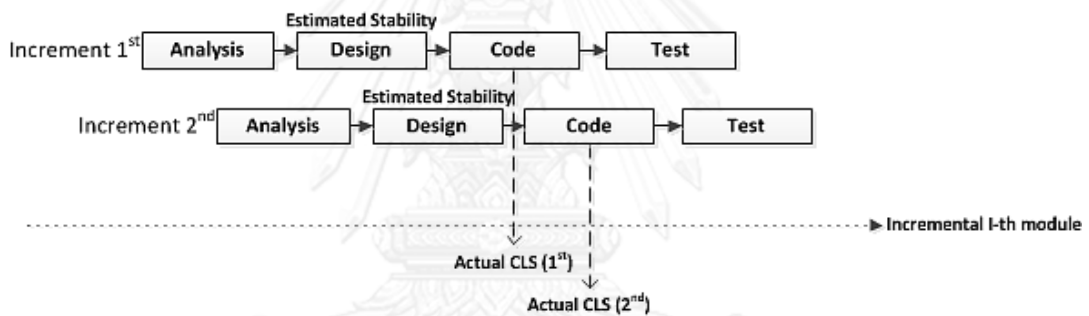 Estimated Stability
Increment 1st Analysis Design Code Test
Estimated Stability
Increment 2nd Analysis Design Code Test
Incremental I-th module
Actual CLS (1st)
Actual CLS (2nd)